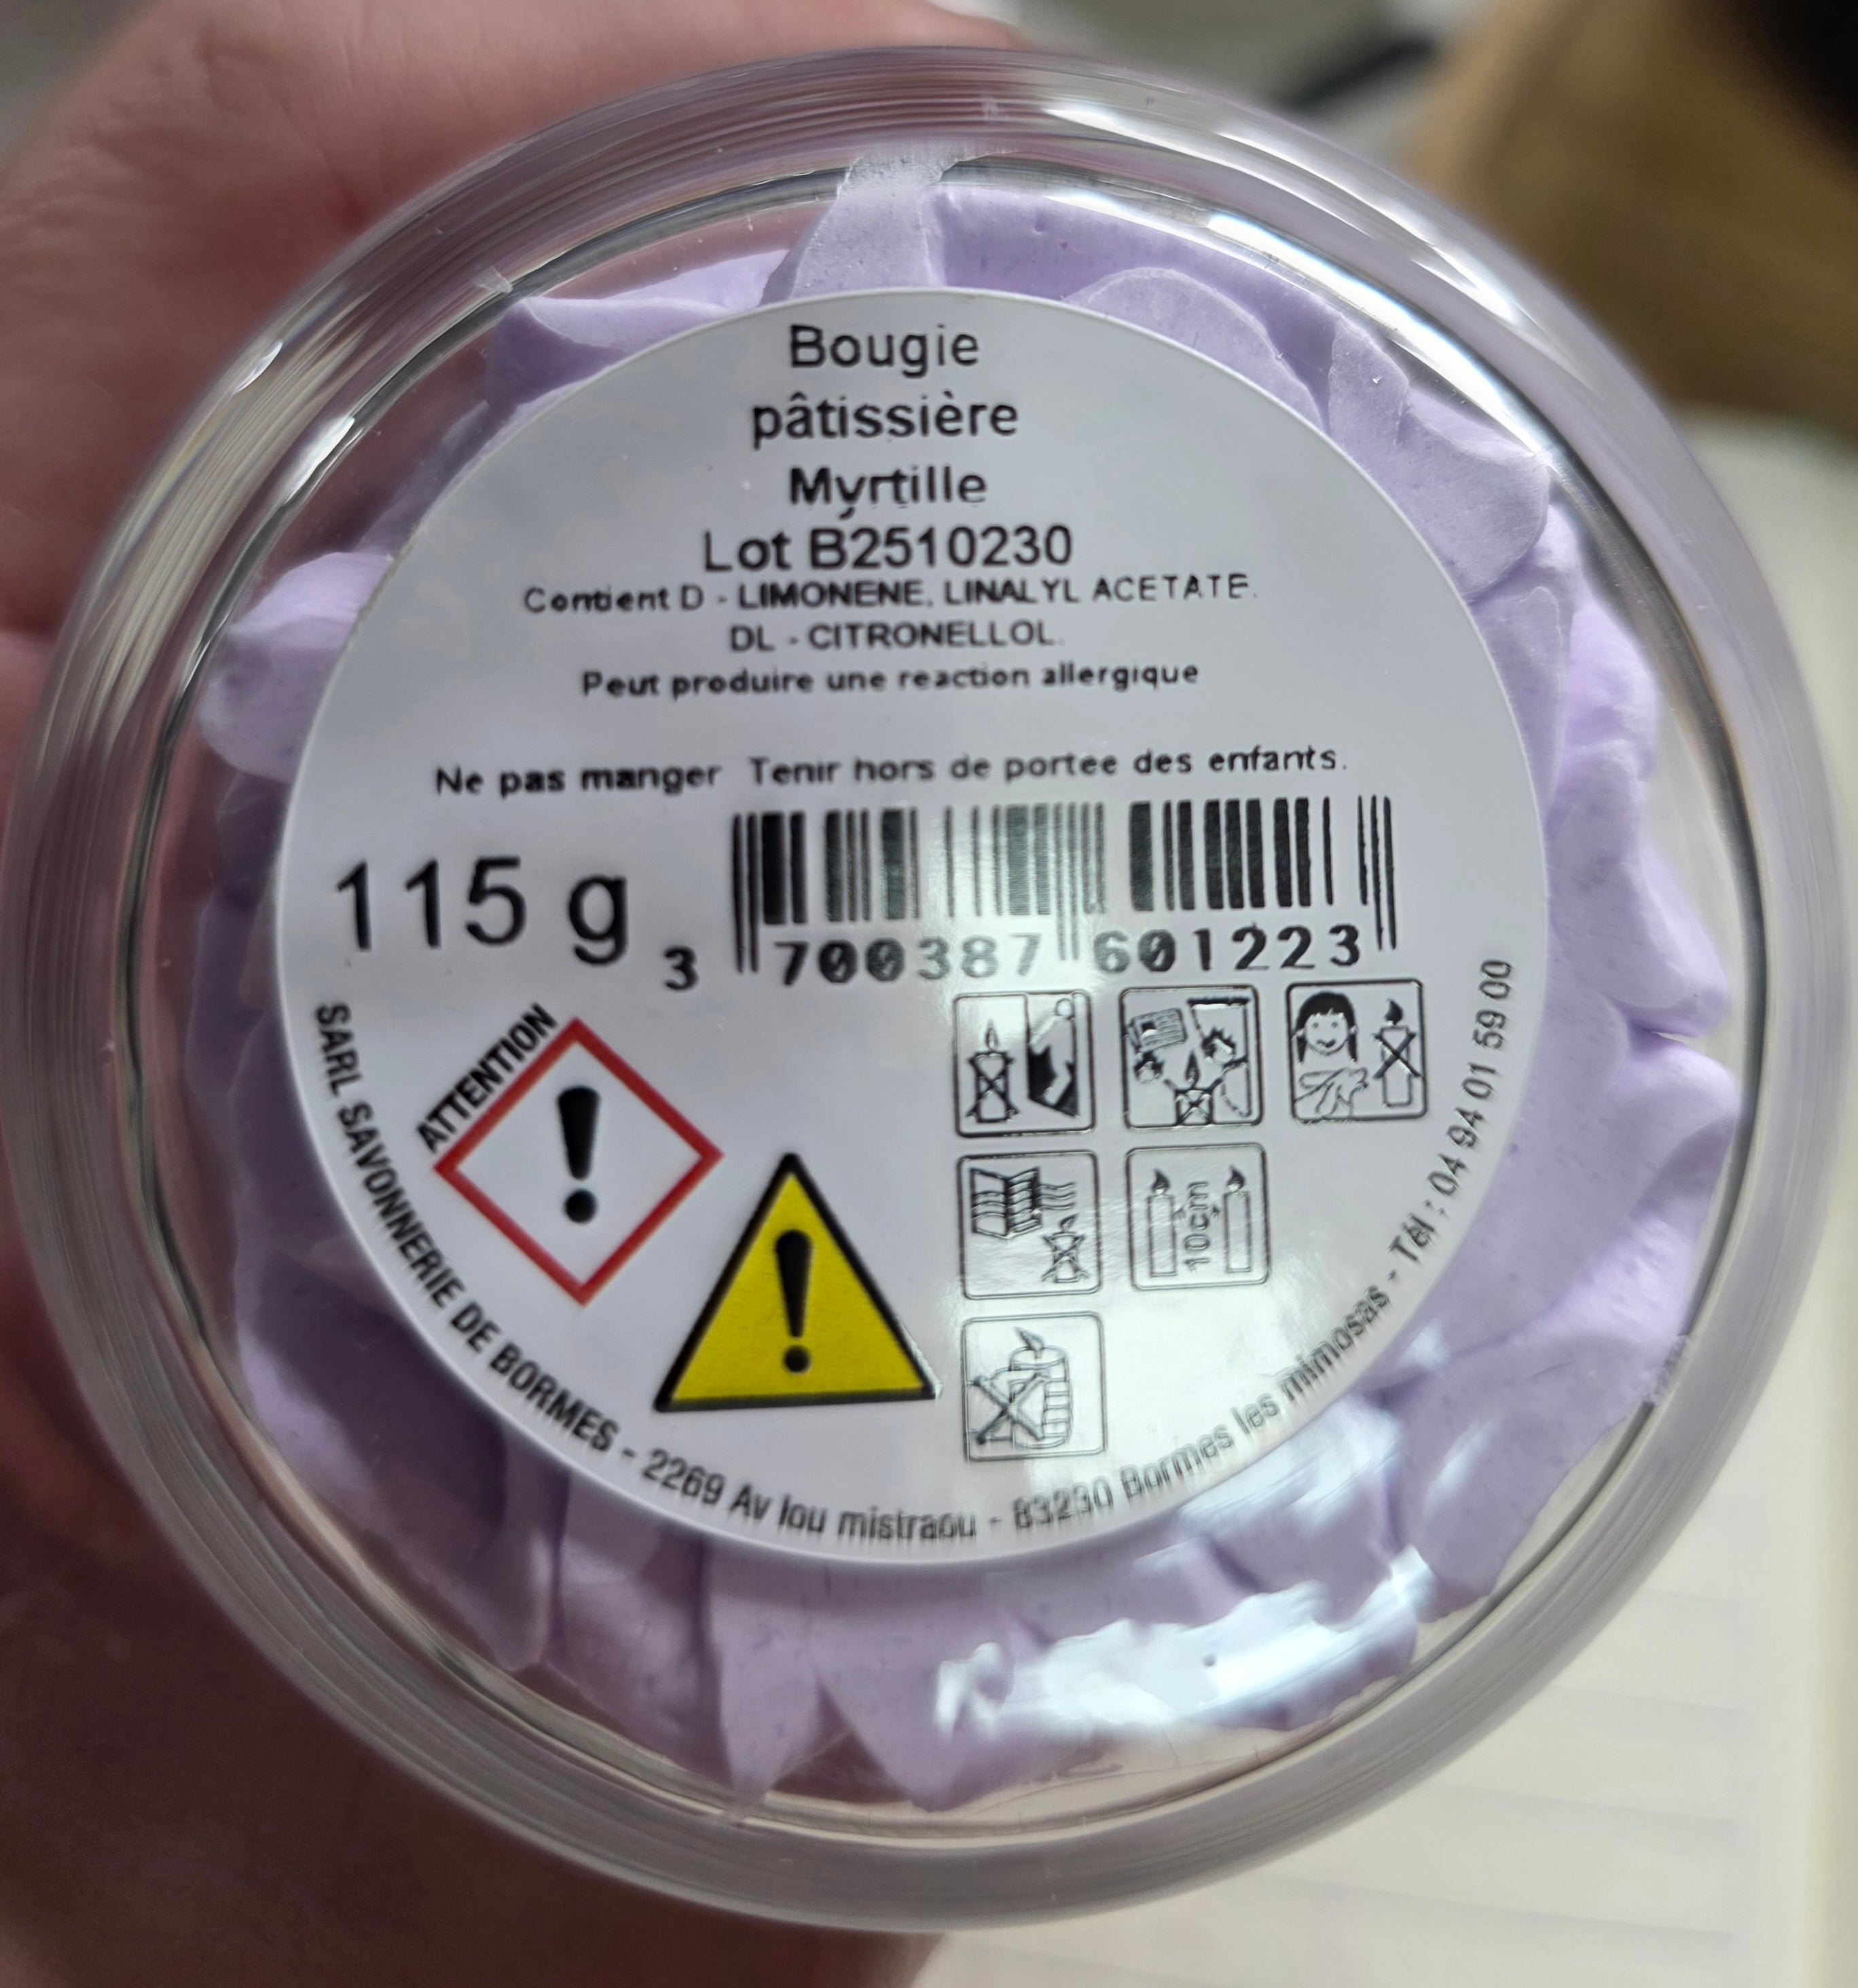 Bougie
pâtissière
Myrtille
Lot B2510230
Contient D - LIMONENE, LINALYL ACETATE.
DL - CITRONELLOL.
Peut produire une reaction allergique
Ne pas manger Tenir hors de portee des enfants.
115 g
3 700387 601223
ATTENTION
10cm
SARL SAVONNERIE DE BORMES - 2269 Av lou mistraou - 83230 Bormes les mimosas - Tél : 04 94 01 59 00